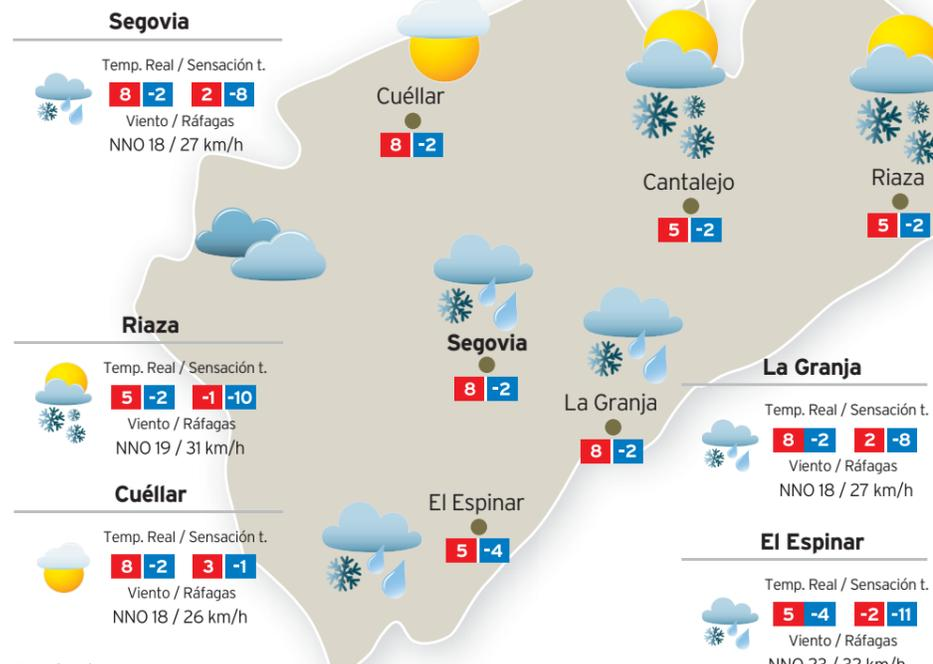 Segovia
Temp. Real / Sensación t.
8 -2 2 -8
Viento / Ráfagas
NNO 18 / 27 km/h
Cuéllar
8 -2
Cantalejo
5 -2
Riaza
5 -2
Segovia
8 -2
La Granja
8 -2
El Espinar
5 -4
Riaza
Temp. Real / Sensación t.
5 -2 -1 -10
Viento / Ráfagas
NNO 19 / 31 km/h
Cuéllar
Temp. Real / Sensación t.
8 -2 3 -1
Viento / Ráfagas
NNO 18 / 26 km/h
La Granja
Temp. Real / Sensación t.
8 -2 2 -8
Viento / Ráfagas
NNO 18 / 27 km/h
El Espinar
Temp. Real / Sensación t.
5 -4 -2 -11
Viento / Ráfagas
NNO 23 / 32 km/h